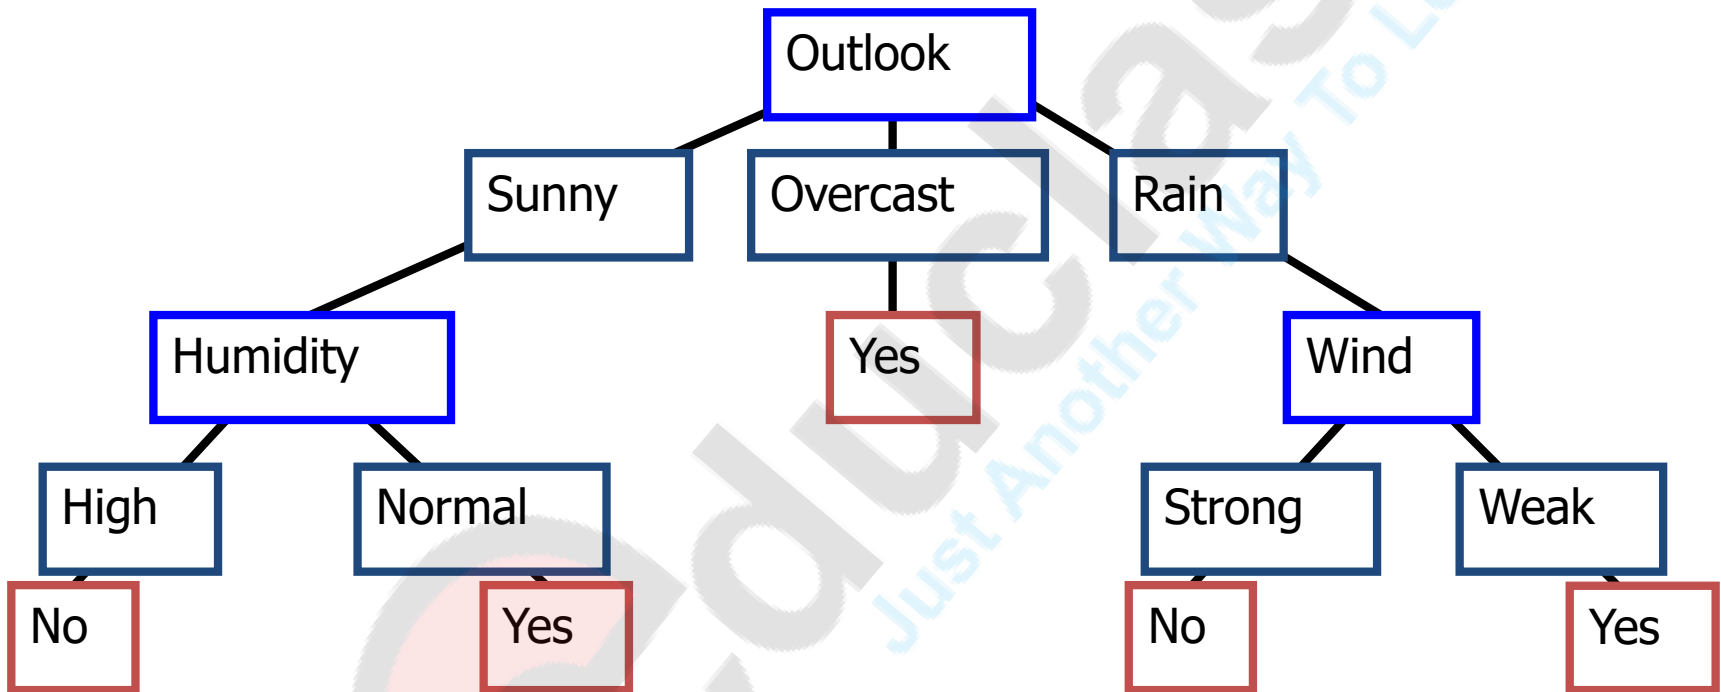 Outlook
Sunny
Overcast
Rain
Humidity
Yes
Wind
High
Normal
Strong
Weak
No
Yes
No
Yes
educlas
Just Another Way To L